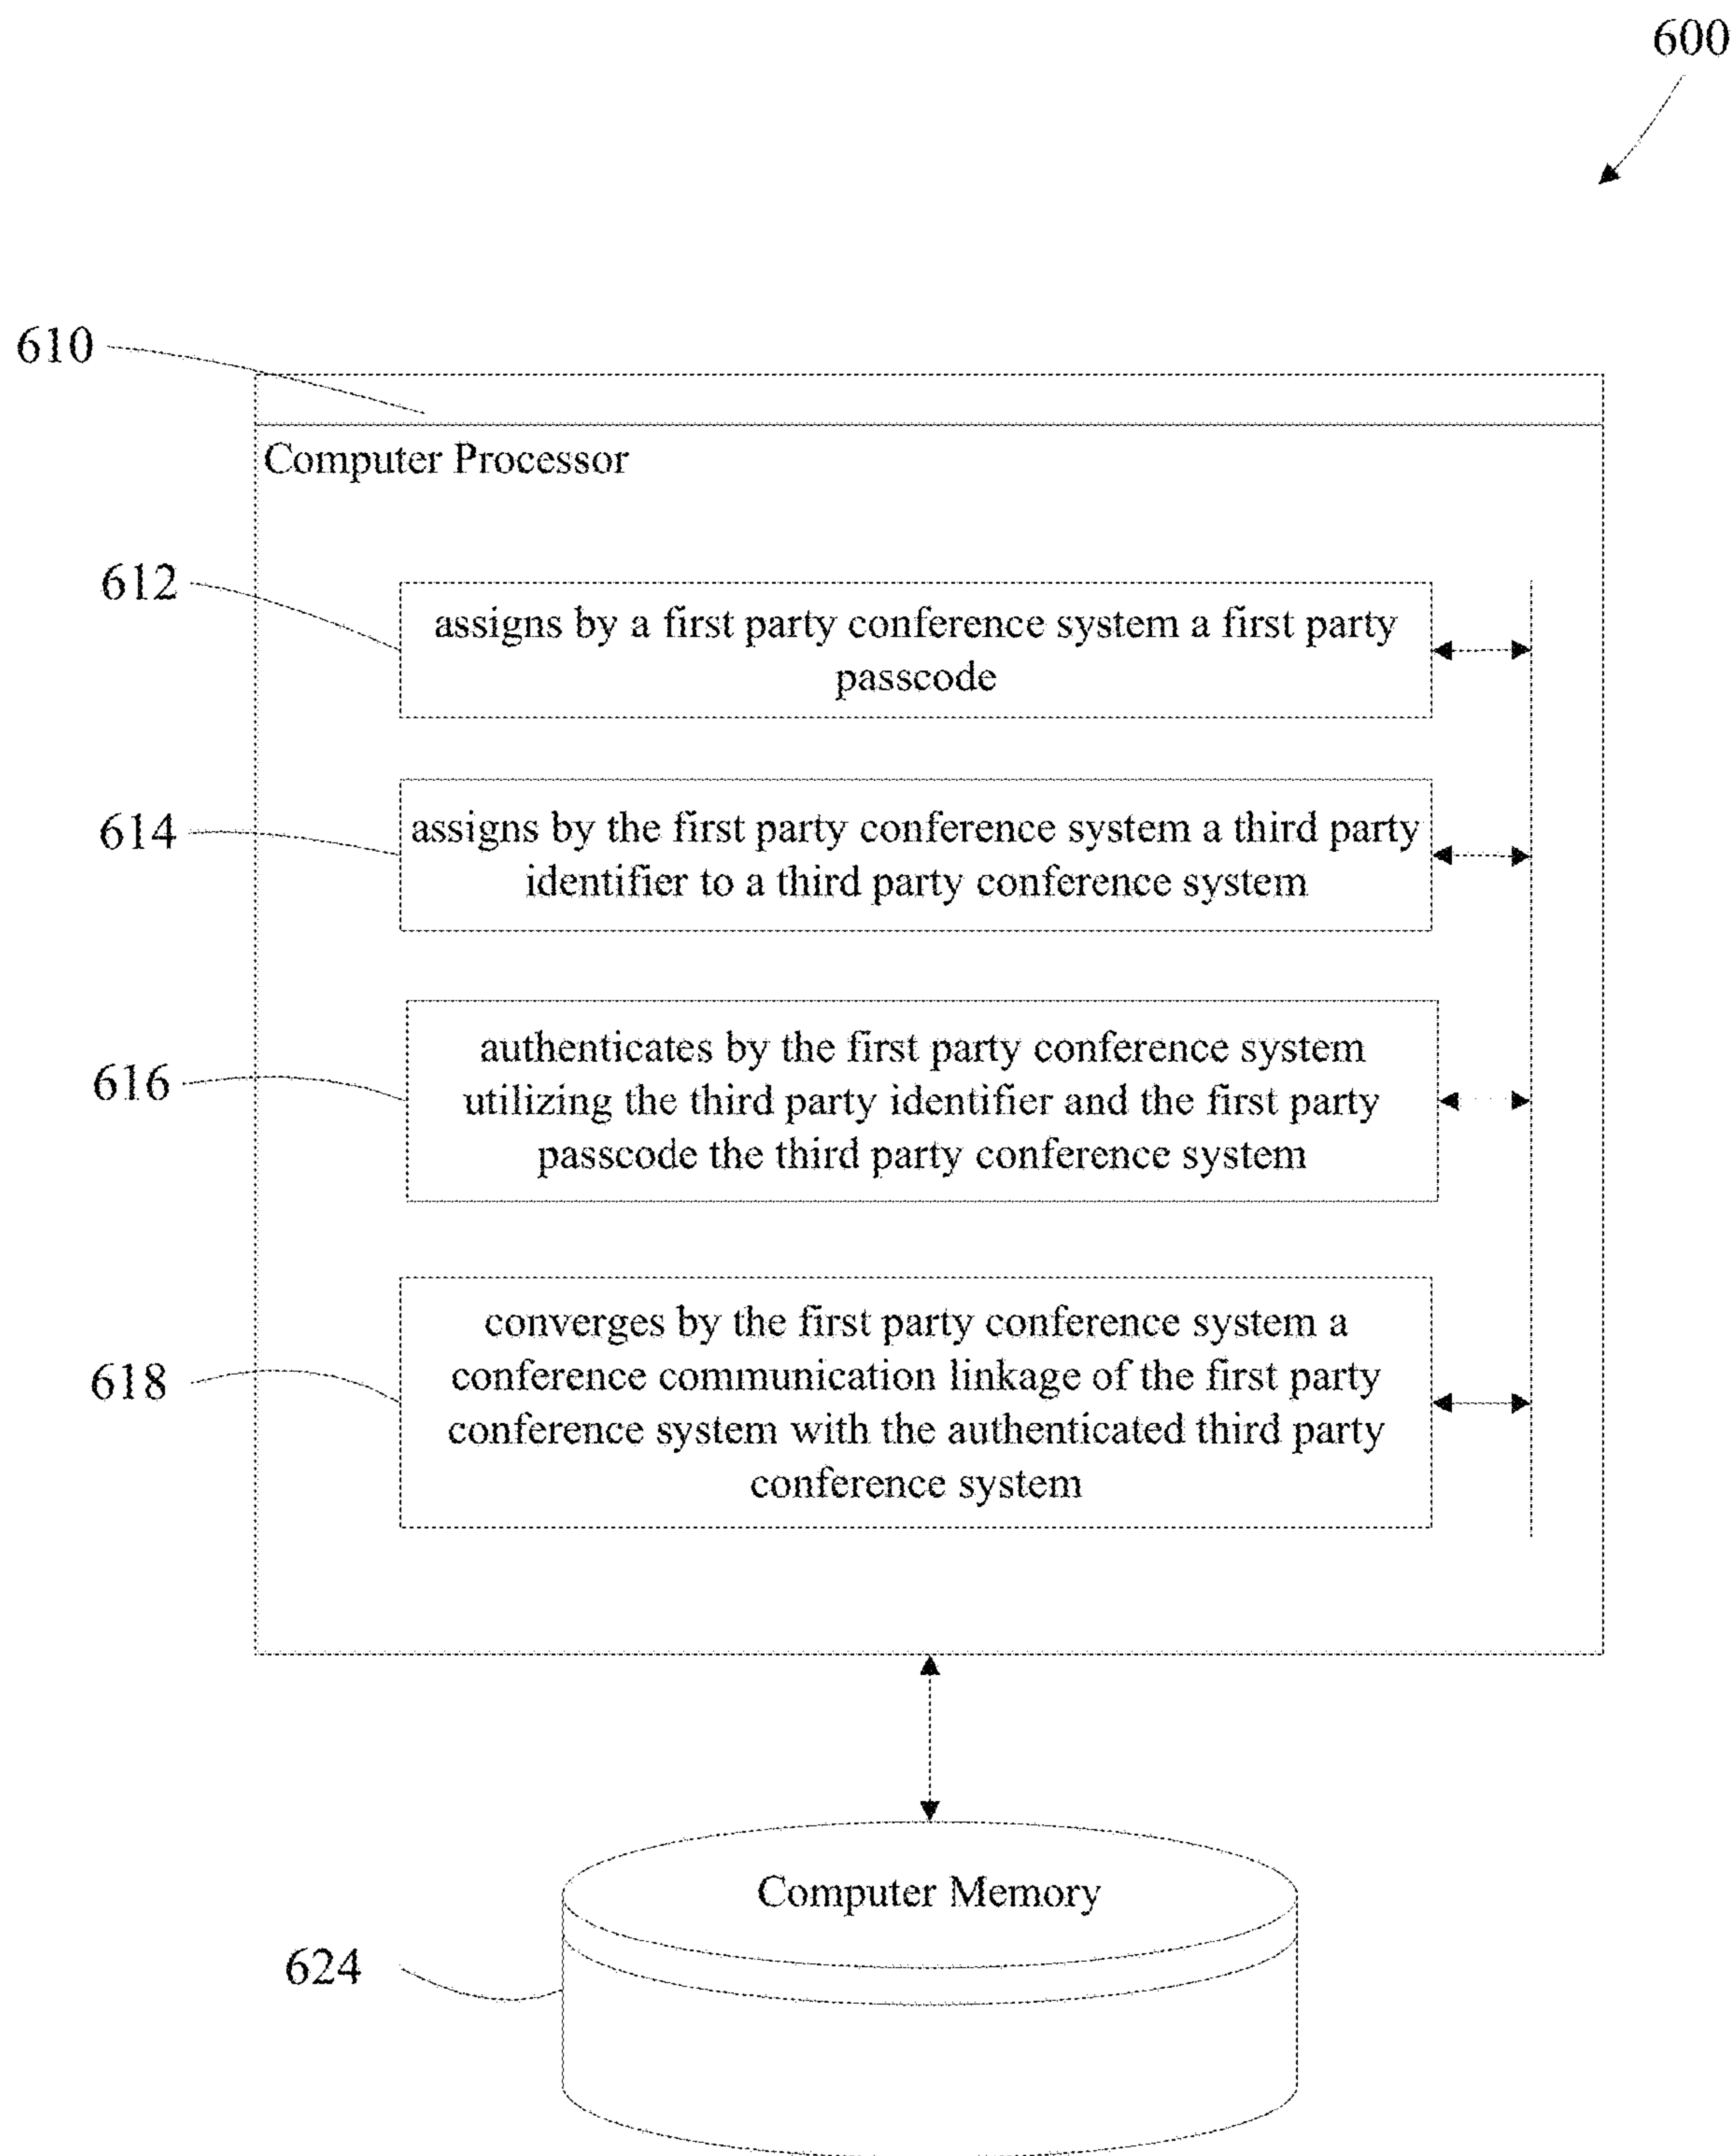 600
610
Computer Processor
612
assigns by a first party conference system a first party
passcode
614
assigns by the first party conference system a third party
identifier to a third party conference system
616
authenticates by the first party conference system
utilizing the third party identifier and the first party
passcode the third party conference system
618
converges by the first party conference system a
conference communication linkage of the first party
conference system with the authenticated third party
conference system
Computer Memory
624